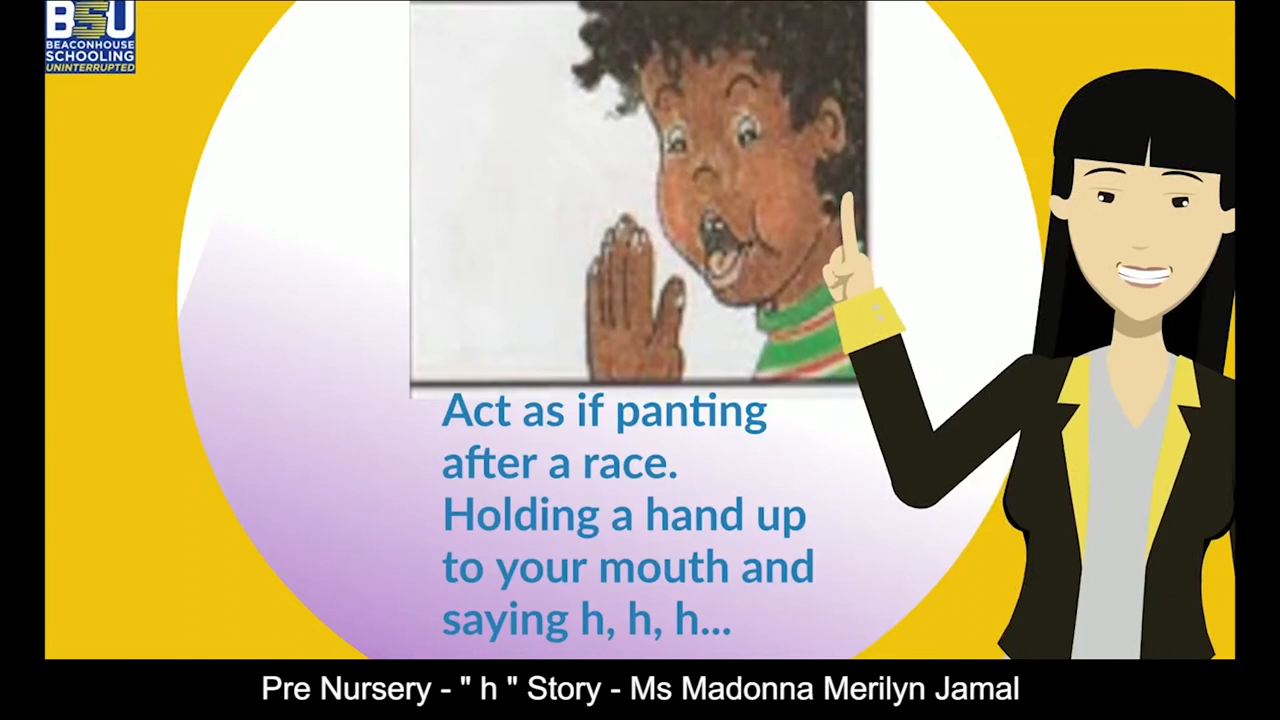 BSU
BEACONHOUSE
SCHOOLING
UNINTERRUPTED
Act as if panting
after a race.
Holding a hand up
to your mouth and
saying h, h, h...
Pre Nursery - " h " Story - Ms Madonna Merilyn Jamal